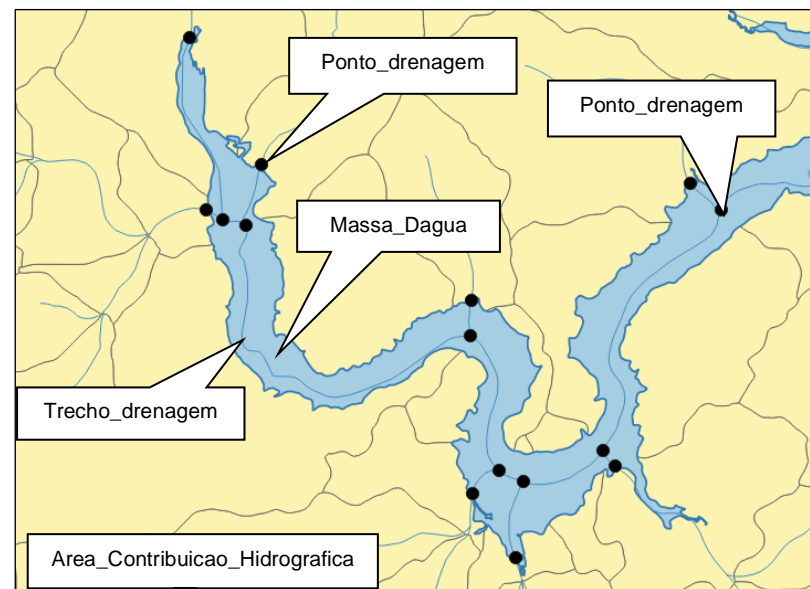 Ponto_drenagem
Ponto_drenagem
Massa_Dagua
Trecho_drenagem
Area_Contribuicao_Hidrografica